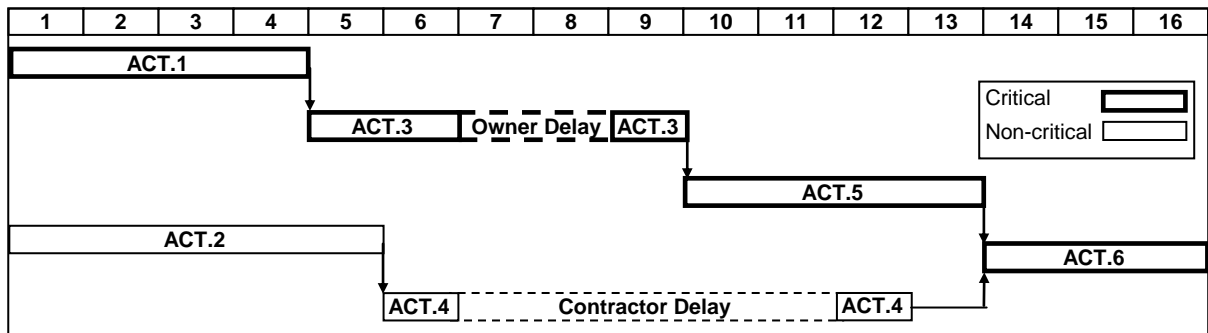 1 2 3 4 5 6 7 8 9 10 11 12 13 14 15 16
ACT.1
Critical
Non-critical
ACT.3 Owner Delay ACT.3
ACT.5
ACT.2
ACT.6
ACT.4 Contractor Delay ACT.4